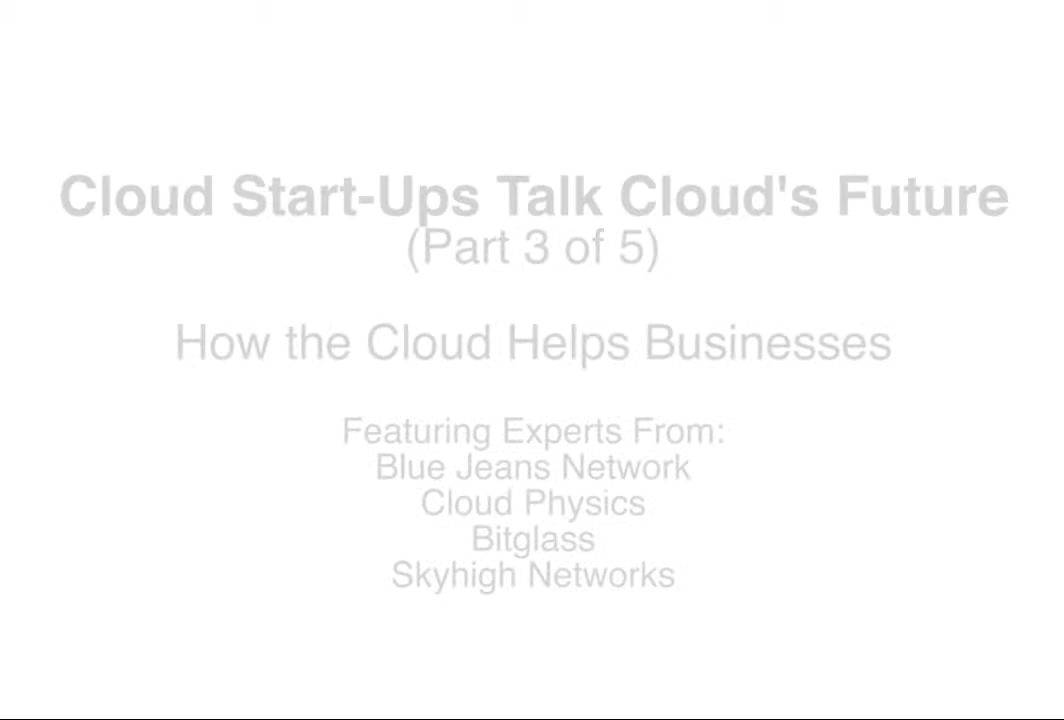 Cloud Start-Ups Talk Cloud's Future
(Part 3 of 5)
How the Cloud Helps Businesses
Featuring Experts From:
Blue Jeans Network
Cloud Physics
Bitglass
Skyhigh Networks